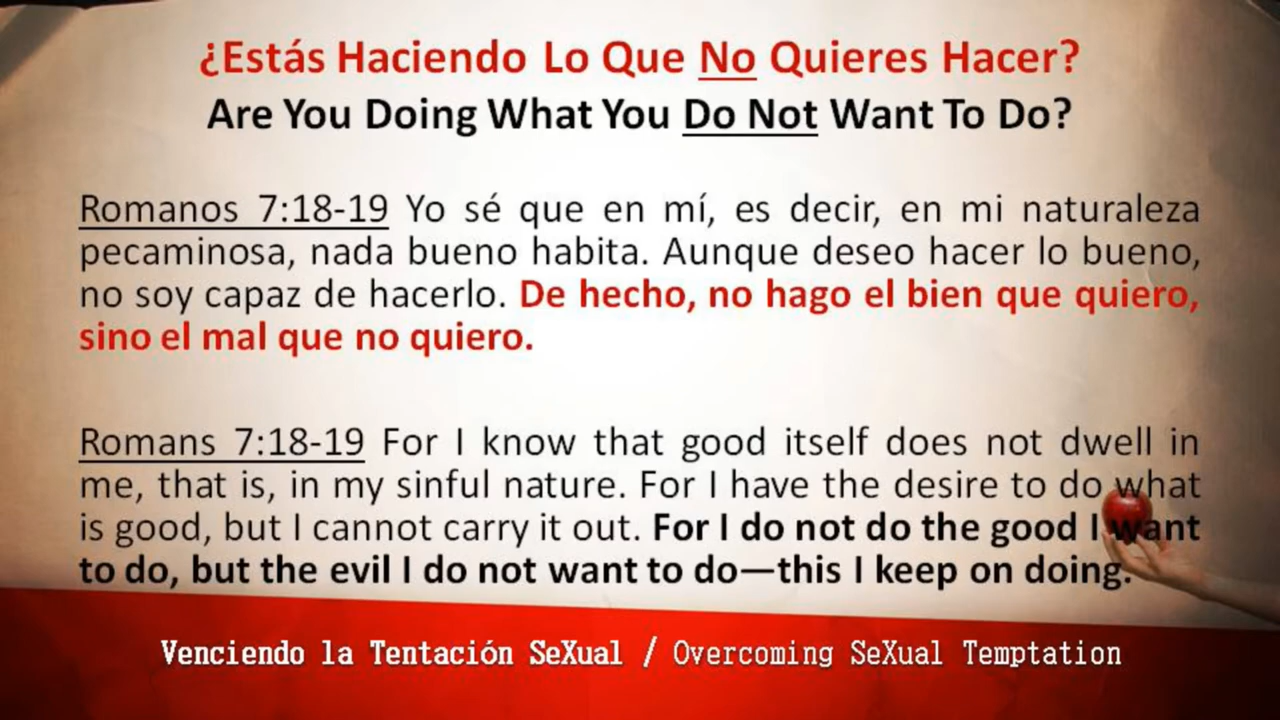 ¿Estás Haciendo Lo Que No Quieres Hacer?
Are You Doing What You Do Not Want To Do?
Romanos 7:18-19 Yo sé que en mí, es decir, en mi naturaleza
pecaminosa, nada bueno habita. Aunque deseo hacer lo bueno,
no soy capaz de hacerlo. De hecho, no hago el bien que quiero,
sino el mal que no quiero.
Romans 7:18-19 For I know that good itself does not dwell in
me, that is, in my sinful nature. For I have the desire to do what
is good, but I cannot carry it out. For I do not do the good I want
to do, but the evil I do not want to do—this I keep on doing.
Venciendo la Tentación SeXual / Overcoming SeXual Temptation